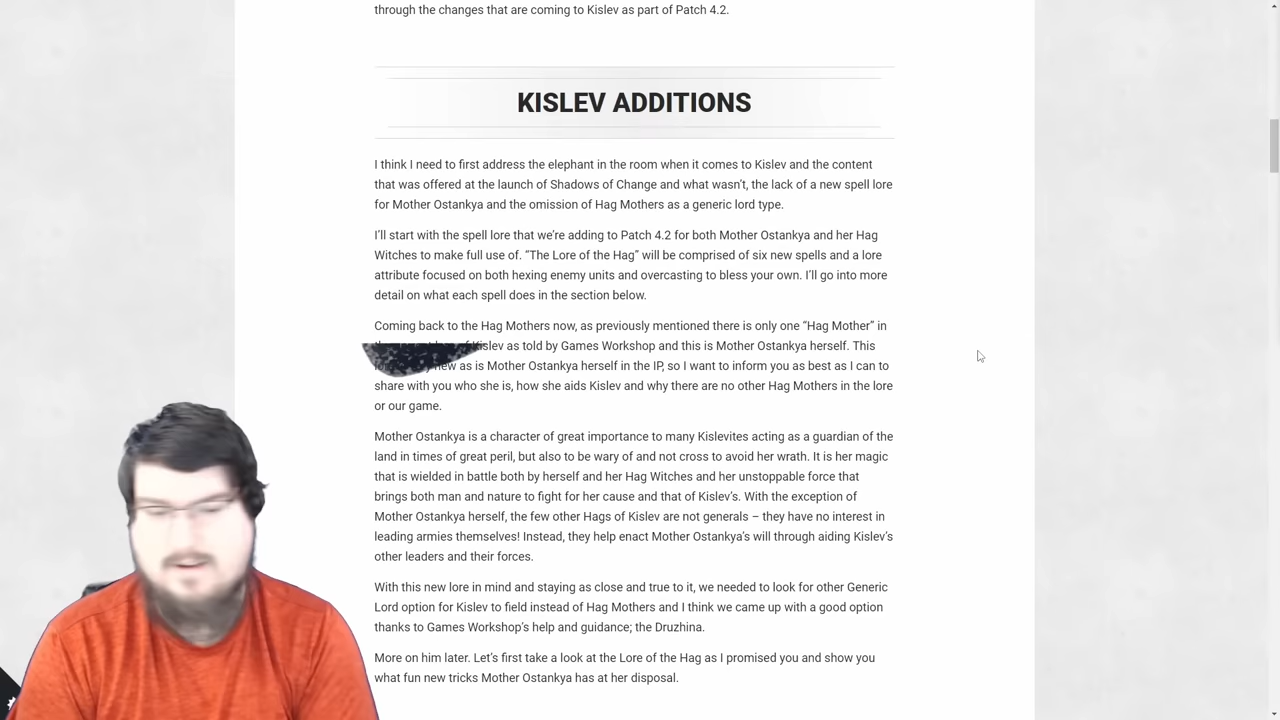 through the changes that are coming to Kislev as part of Patch 4.2.
KISLEV ADDITIONS
I think I need to first address the elephant in the room when it comes to Kislev and the content
that was offered at the launch of Shadows of Change and what wasn't, the lack of a new spell lore
for Mother Ostankya and the omission of Hag Mothers as a generic lord type.
I'll start with the spell lore that we're adding to Patch 4.2 for both Mother Ostankya and her Hag
Witches to make full use of. “The Lore of the Hag” will be comprised of six new spells and a lore
attribute focused on both hexing enemy units and overcasting to bless your own. I'll go into more
detail on what each spell does in the section below.
Coming back to the Hag Mothers now, as previously mentioned there is only one “Hag Mother” in
Kislev as told by Games Workshop and this is Mother Ostankya herself. This
new as is Mother Ostankya herself in the IP, so I want to inform you as best as I can to
share with you who she is, how she aids Kislev and why there are no other Hag Mothers in the lore
or our game.
Mother Ostankya is a character of great importance to many Kislevites acting as a guardian of the
land in times of great peril, but also to be wary of and not cross to avoid her wrath. It is her magic
that is wielded in battle both by herself and her Hag Witches and her unstoppable force that
brings both man and nature to fight for her cause and that of Kislev's. With the exception of
Mother Ostankya herself, the few other Hags of Kislev are not generals – they have no interest in
leading armies themselves! Instead, they help enact Mother Ostankya's will through aiding Kislev's
other leaders and their forces.
With this new lore in mind and staying as close and true to it, we needed to look for other Generic
Lord option for Kislev to field instead of Hag Mothers and I think we came up with a good option
thanks to Games Workshop's help and guidance; the Druzhina.
More on him later. Let's first take a look at the Lore of the Hag as I promised you and show you
what fun new tricks Mother Ostankya has at her disposal.